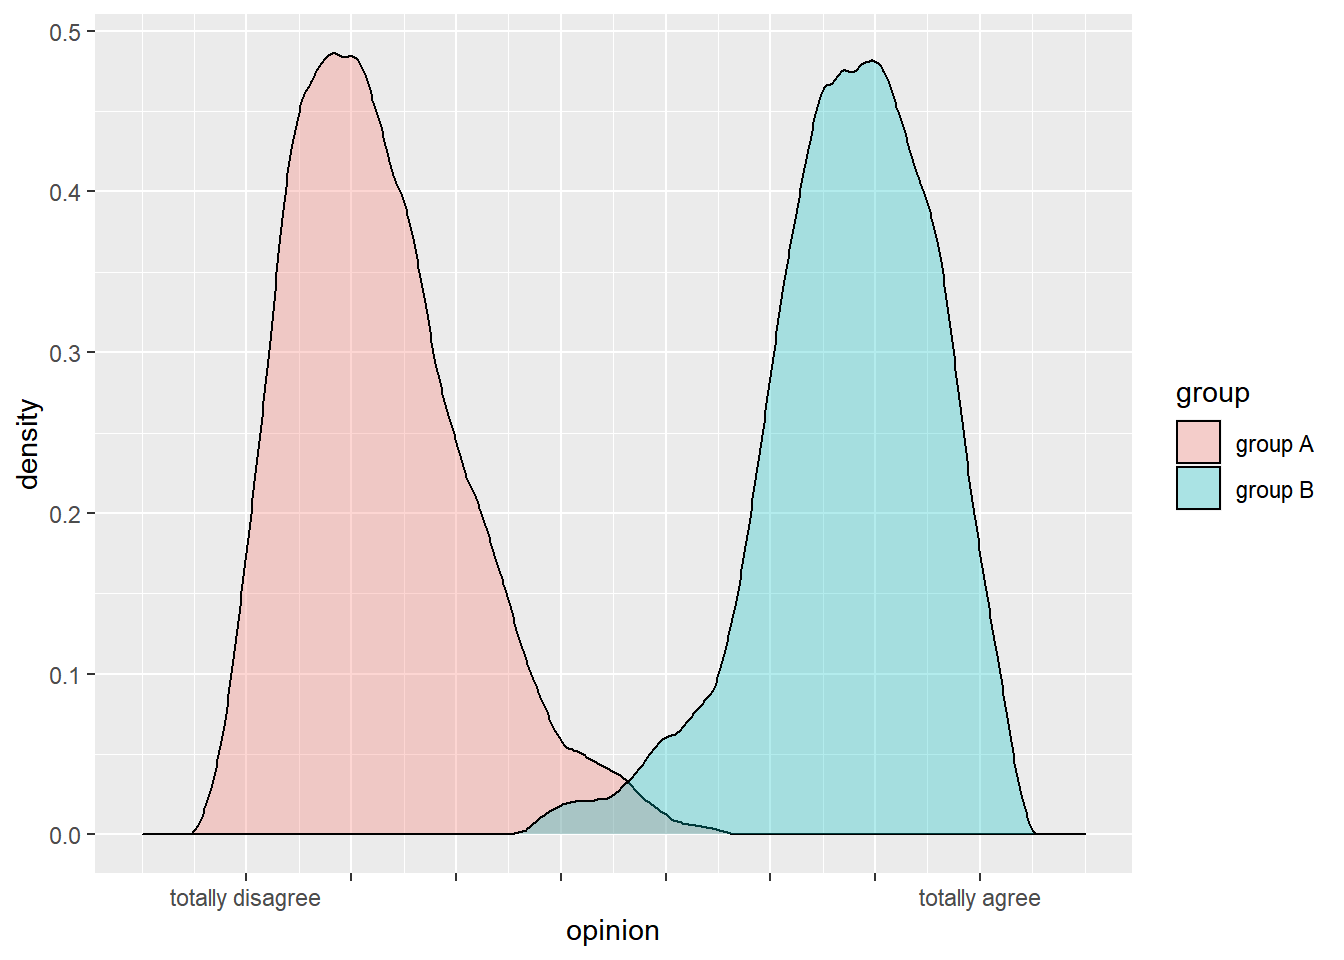 0.5
0.4
0.3
0.2
0.1
0.0
density
totally disagree
totally agree
opinion
group
group A
group B